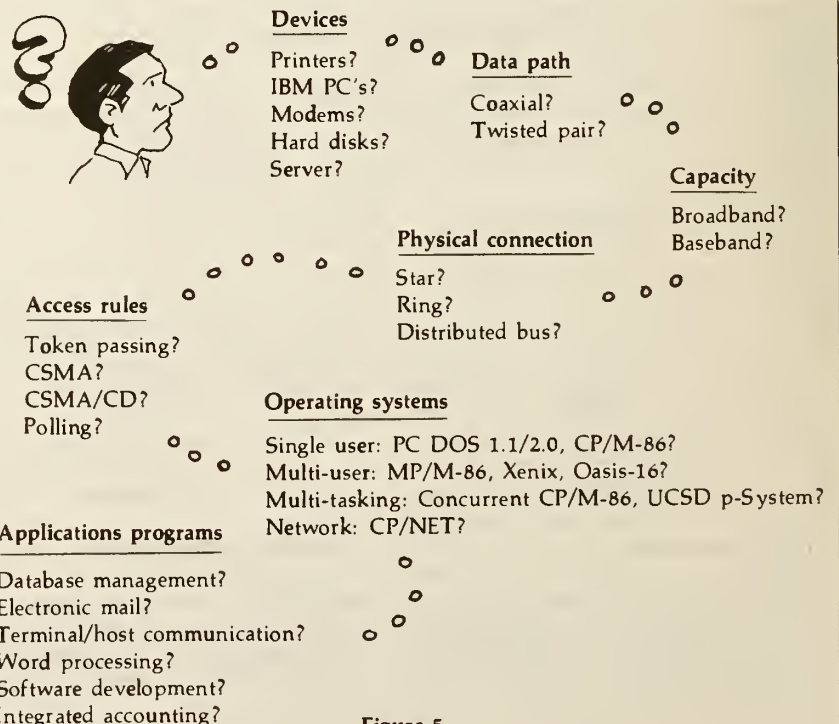 ?
Devices
Printers?
IBM PC's?
Modems?
Hard disks?
Server?
Data path
Coaxial?
Twisted pair?
Capacity
Broadband?
Baseband?
Physical connection
Star?
Ring?
Distributed bus?
Access rules
Token passing?
CSMA?
CSMA/CD?
Polling?
Operating systems
Single user: PC DOS 1.1/2.0, CP/M-86?
Multi-user: MP/M-86, Xenix, Oasis-16?
Multi-tasking: Concurrent CP/M-86, UCSD p-System?
Network: CP/NET?
Applications programs
Database management?
Electronic mail?
Terminal/host communication?
Word processing?
Software development?
Integrated accounting?
Figure 5